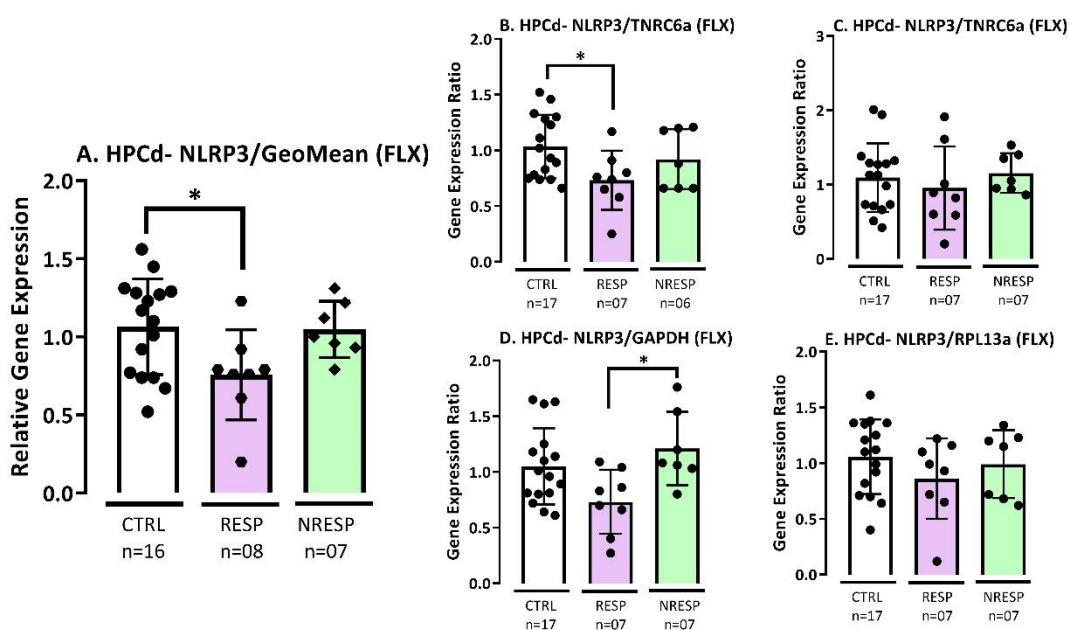 A. HPCd- NLRP3/GeoMean (FLX)
Relative Gene Expression
2.0
1.5
1.0
0.5
0.0
*
CTRL RESP NRESP
n=16 n=08 n=07
B. HPCd- NLRP3/TNRC6a (FLX)
Gene Expression Ratio
2.0
1.5
1.0
0.5
0.0
*
CTRL RESP NRESP
n=17 n=07 n=06
C. HPCd- NLRP3/TNRC6a (FLX)
Gene Expression Ratio
3
2
1
0
CTRL RESP NRESP
n=17 n=07 n=07
D. HPCd- NLRP3/GAPDH (FLX)
Gene Expression Ratio
2.0
1.5
1.0
0.5
0.0
*
CTRL RESP NRESP
n=17 n=07 n=07
E. HPCd- NLRP3/RPL13a (FLX)
Gene Expression Ratio
2.0
1.5
1.0
0.5
0.0
CTRL RESP NRESP
n=17 n=07 n=07